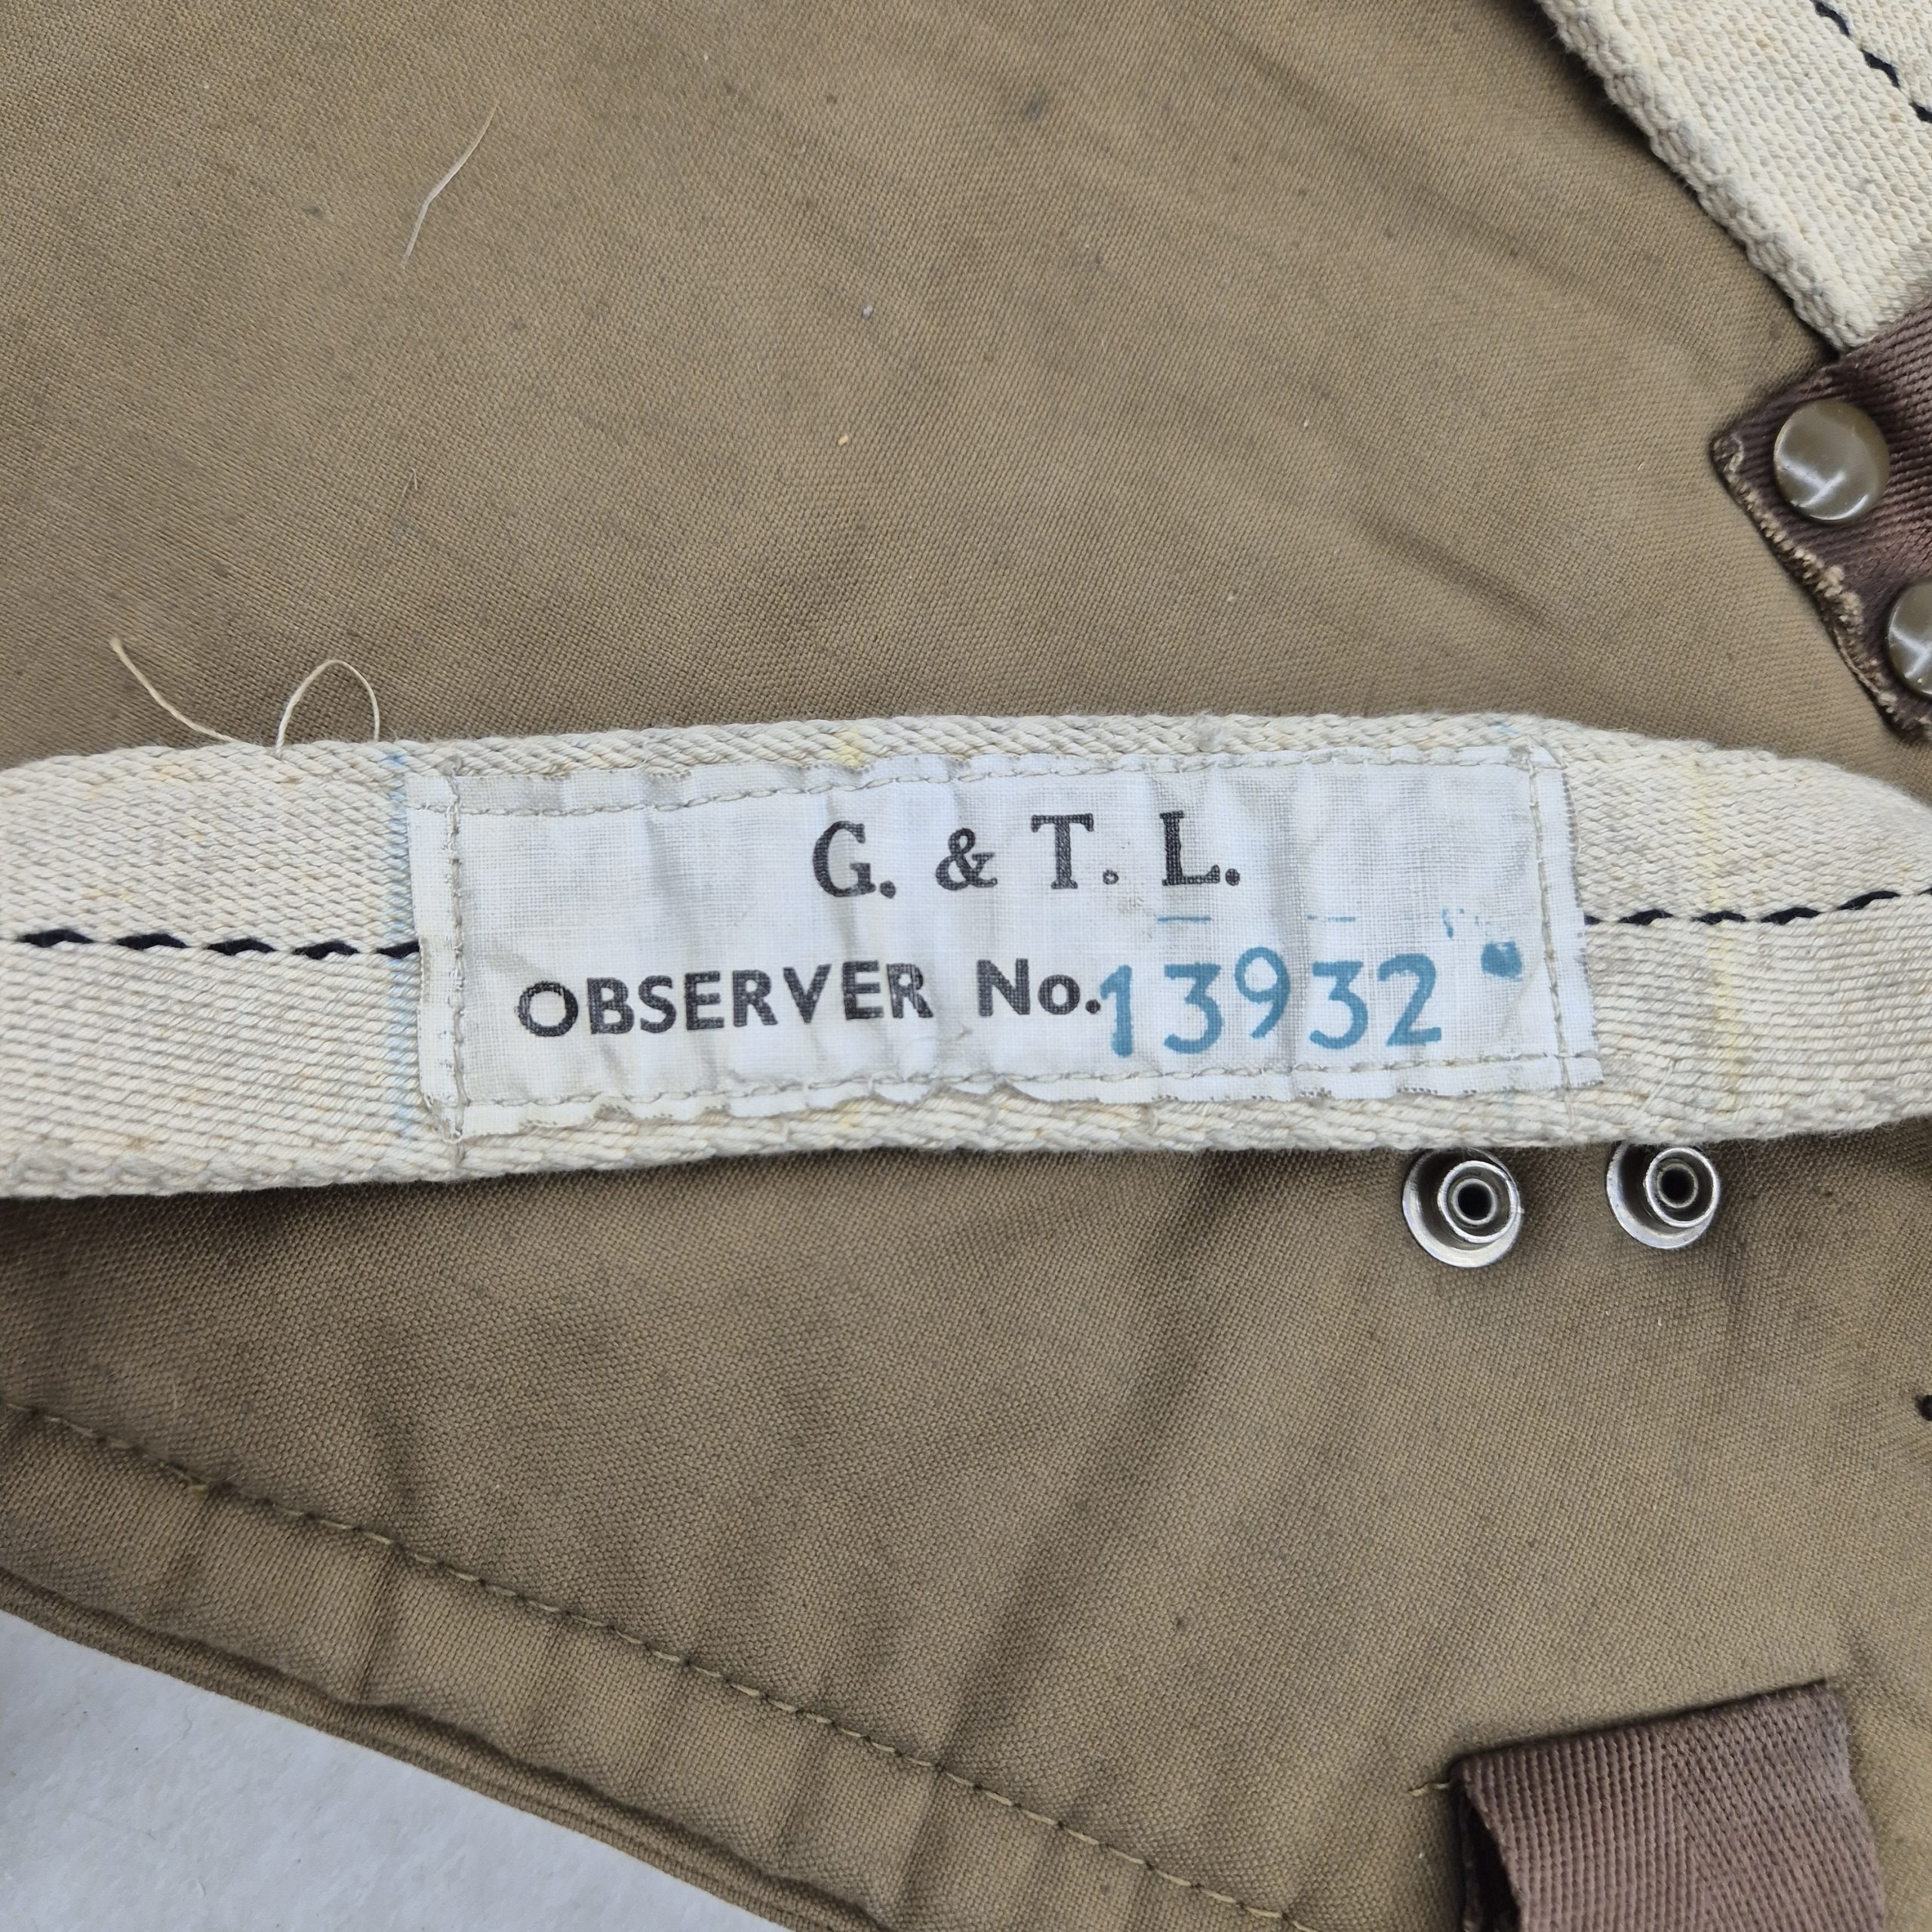 G. & T. L.
OBSERVER No. 13932